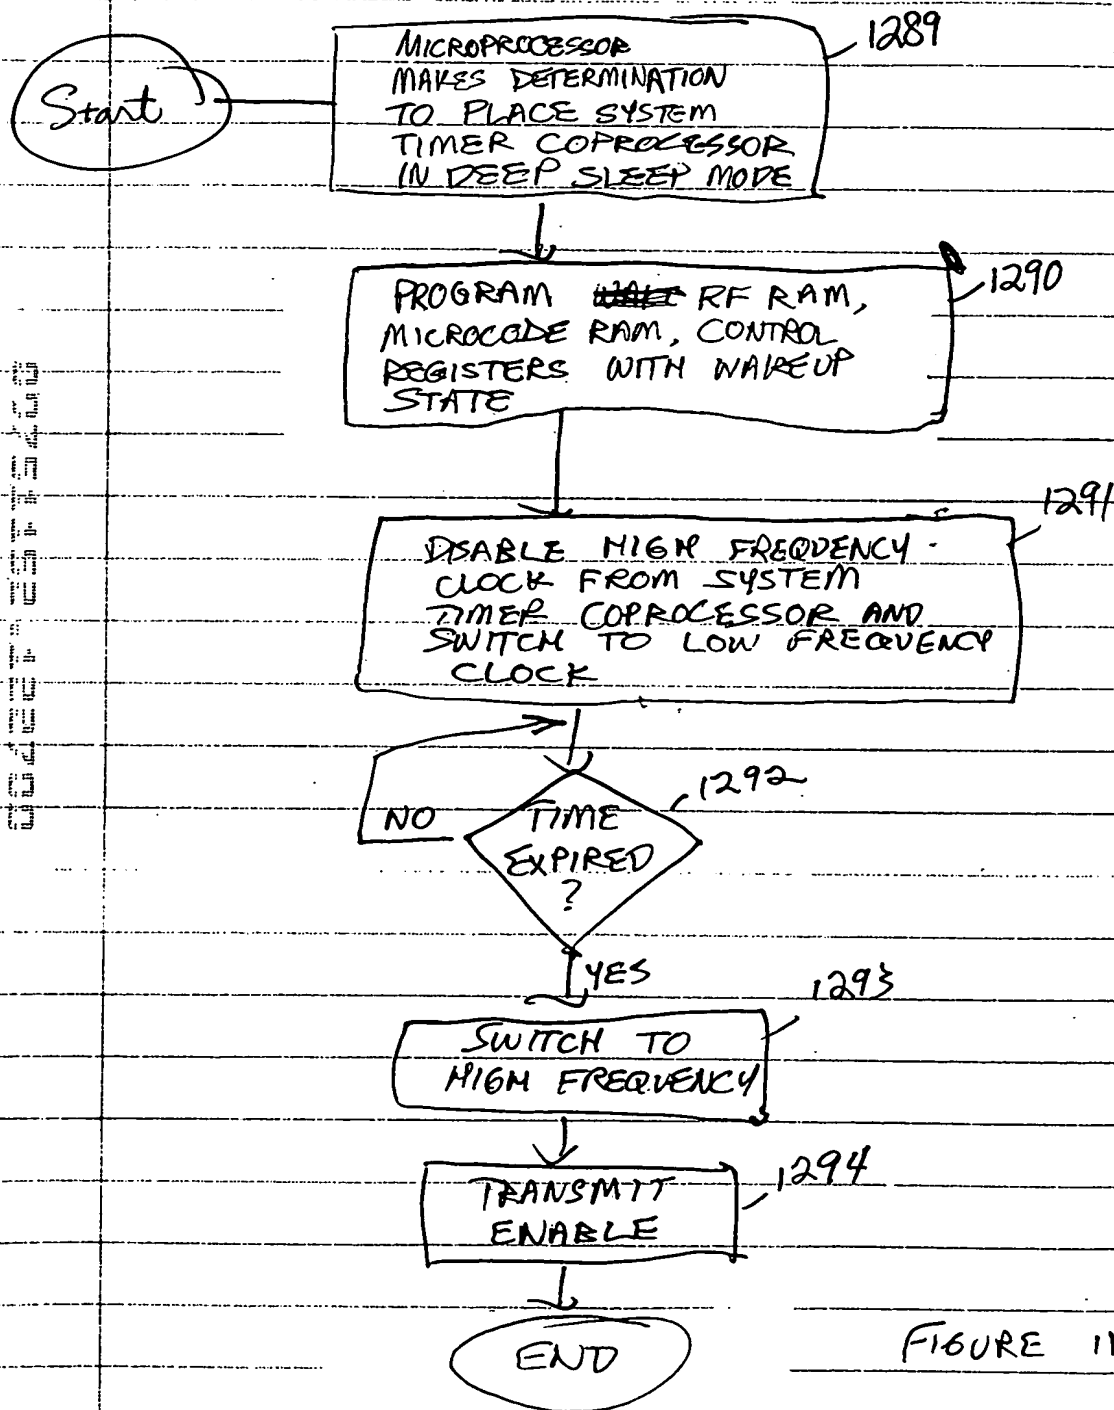 Start
MICROPROCESSOR
MAKES DETERMINATION
TO PLACE SYSTEM
TIMER COPROCESSOR
IN DEEP SLEEP MODE
1289
PROGRAM RF RAM,
MICROCODE RAM, CONTROL
REGISTERS WITH WAKEUP
STATE
1290
DISABLE HIGH FREQUENCY
CLOCK FROM SYSTEM
TIMER COPROCESSOR AND
SWITCH TO LOW FREQUENCY
CLOCK
1291
TIME
EXPIRED
?
1292
NO
YES
SWITCH TO
HIGH FREQUENCY
1293
TRANSMIT
ENABLE
1294
END
FIGURE 11